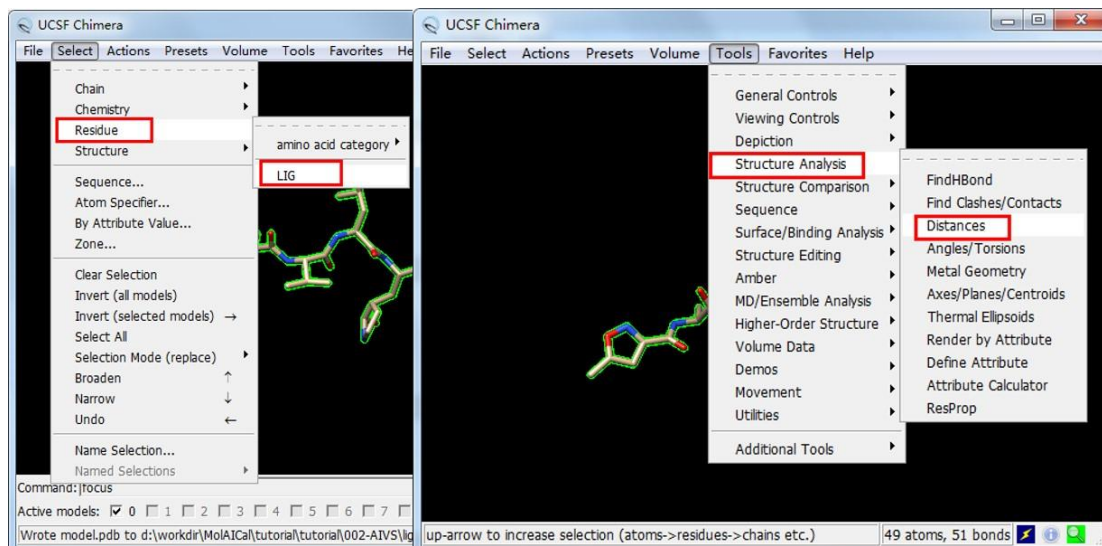 UCSF Chimera
File Select Actions Presets Volume Tools Favorites He
Chain
Chemistry
Residue
Structure
amino acid category
LIG
Sequence...
Atom Specifier...
By Attribute Value...
Zone...
Clear Selection
Invert (all models)
Invert (selected models) →
Select All
Selection Mode (replace)
Broaden ↑
Narrow ↓
Undo ←
Name Selection...
Named Selections
Command: focus
Active models: 0 1 2 3 4 5 6 7
Wrote model.pdb to d:\workdir\MolAICal\tutorial\tutorial\002-AIVS\lig
UCSF Chimera
File Select Actions Presets Volume Tools Favorites Help
General Controls
Viewing Controls
Depiction
Structure Analysis
Structure Comparison
Sequence
Surface/Binding Analysis
Structure Editing
Amber
MD/Ensemble Analysis
Higher-Order Structure
Volume Data
Demos
Movement
Utilities
Additional Tools
FindHBond
Find Clashes/Contacts
Distances
Angles/Torsions
Metal Geometry
Axes/Planes/Centroids
Thermal Ellipsoids
Render by Attribute
Define Attribute
Attribute Calculator
ResProp
up-arrow to increase selection (atoms->residues->chains etc.) 49 atoms, 51 bonds